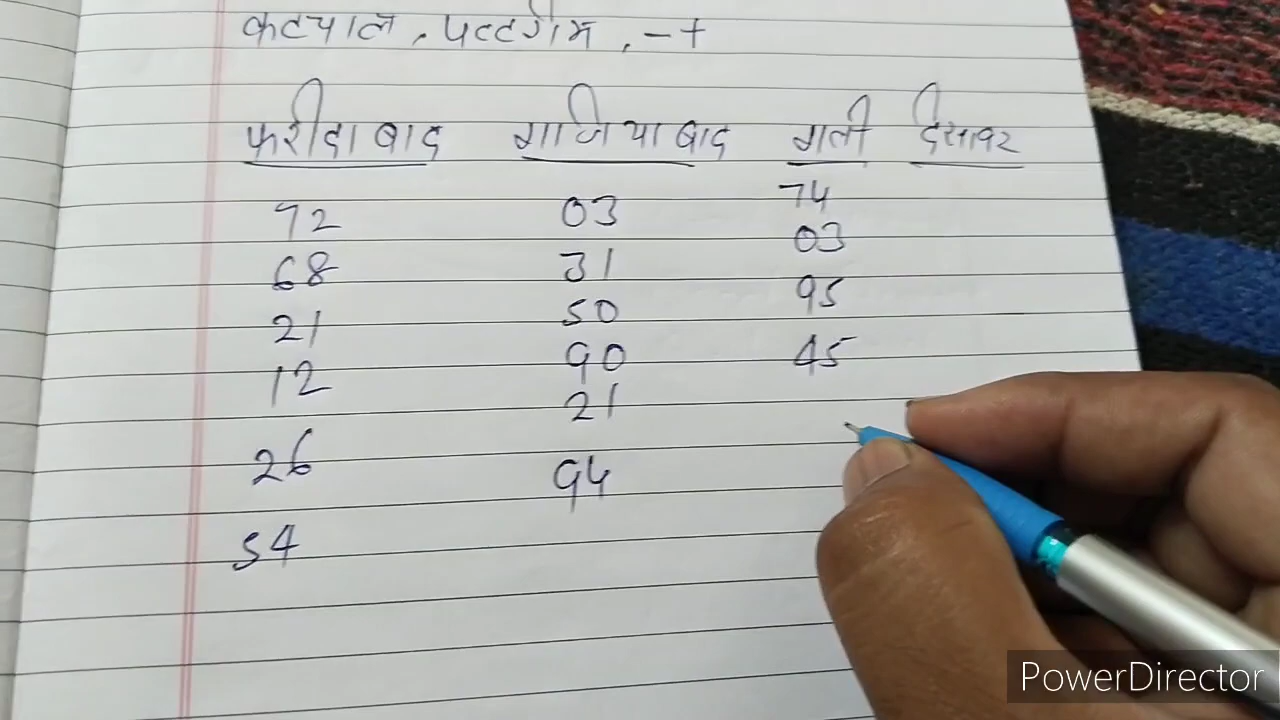 कटयाल, पलटगेम, -+
फरीदाबाद गाजियाबाद गली दिसावर
72 03 74
68 31 03
21 50 95
12 90 45
26 21
54 94
PowerDirector